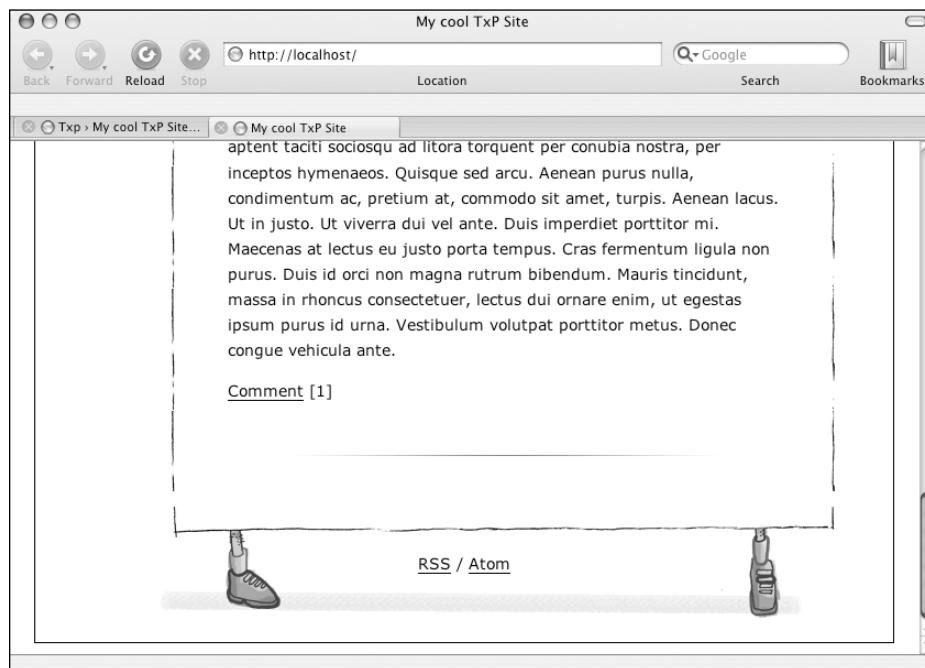 My cool TxP Site
http://localhost/
Google
Back Forward Reload Stop Location Search Bookmarks
Txp › My cool TxP Site... My cool TxP Site
aptent taciti sociosqu ad litora torquent per conubia nostra, per
inceptos hymenaeos. Quisque sed arcu. Aenean purus nulla,
condimentum ac, pretium at, commodo sit amet, turpis. Aenean lacus.
Ut in justo. Ut viverra dui vel ante. Duis imperdiet porttitor mi.
Maecenas at lectus eu justo porta tempus. Cras fermentum ligula non
purus. Duis id orci non magna rutrum bibendum. Mauris tincidunt,
massa in rhoncus consectetuer, lectus dui ornare enim, ut egestas
ipsum purus id urna. Vestibulum volutpat porttitor metus. Donec
congue vehicula ante.
Comment [1]
RSS / Atom